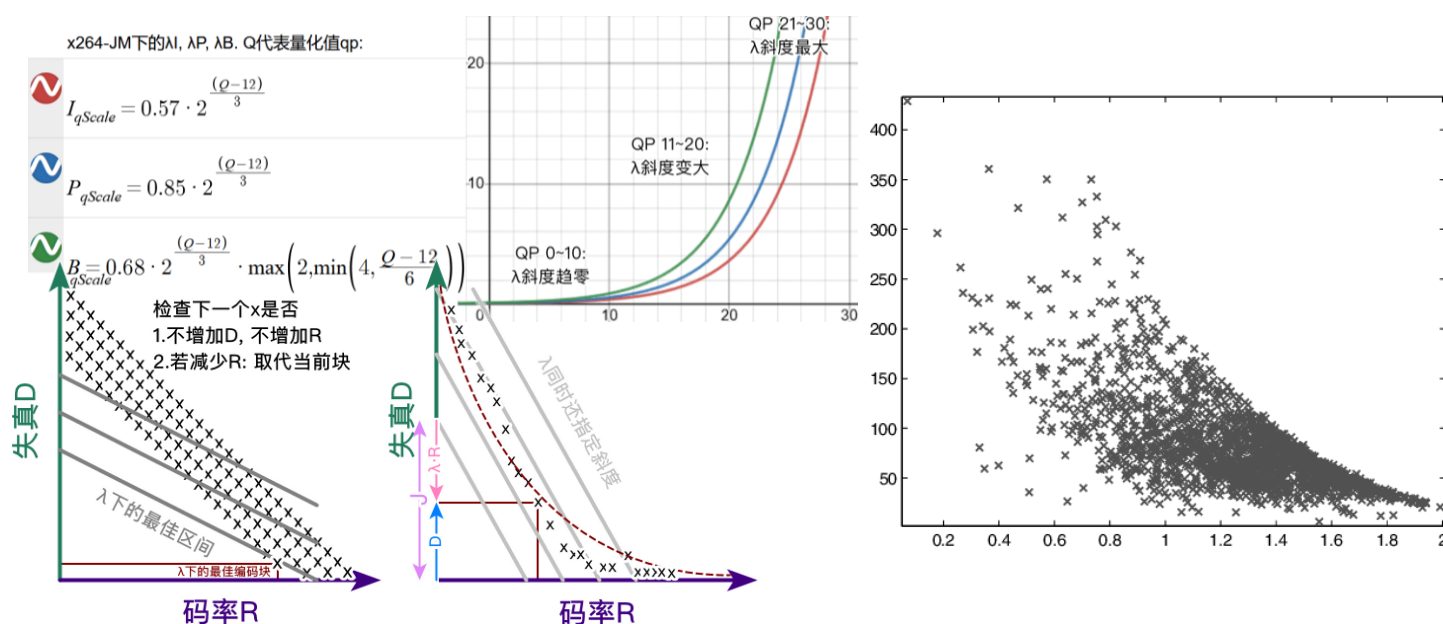 x264-JM下的λI, λP, λB. Q代表量化值qp:
I_qScale = 0.57 · 2^((Q−12)/3)
P_qScale = 0.85 · 2^((Q−12)/3)
B_qScale = 0.68 · 2^((Q−12)/3) · max(2,min(4,(Q−12)/6))
20
10
0
10
20
30
QP 21~30:
λ斜度最大
QP 11~20:
λ斜度变大
QP 0~10:
λ斜度趋零
检查下一个x是否
1.不增加D, 不增加R
2.若减少R: 取代当前块
失真D
λ下的最佳区间
λ下的最佳编码块
码率R
失真D
λ同时还指定斜度
J
λ·R
D
码率R
400
350
300
250
200
150
100
50
0.2
0.4
0.6
0.8
1
1.2
1.4
1.6
1.8